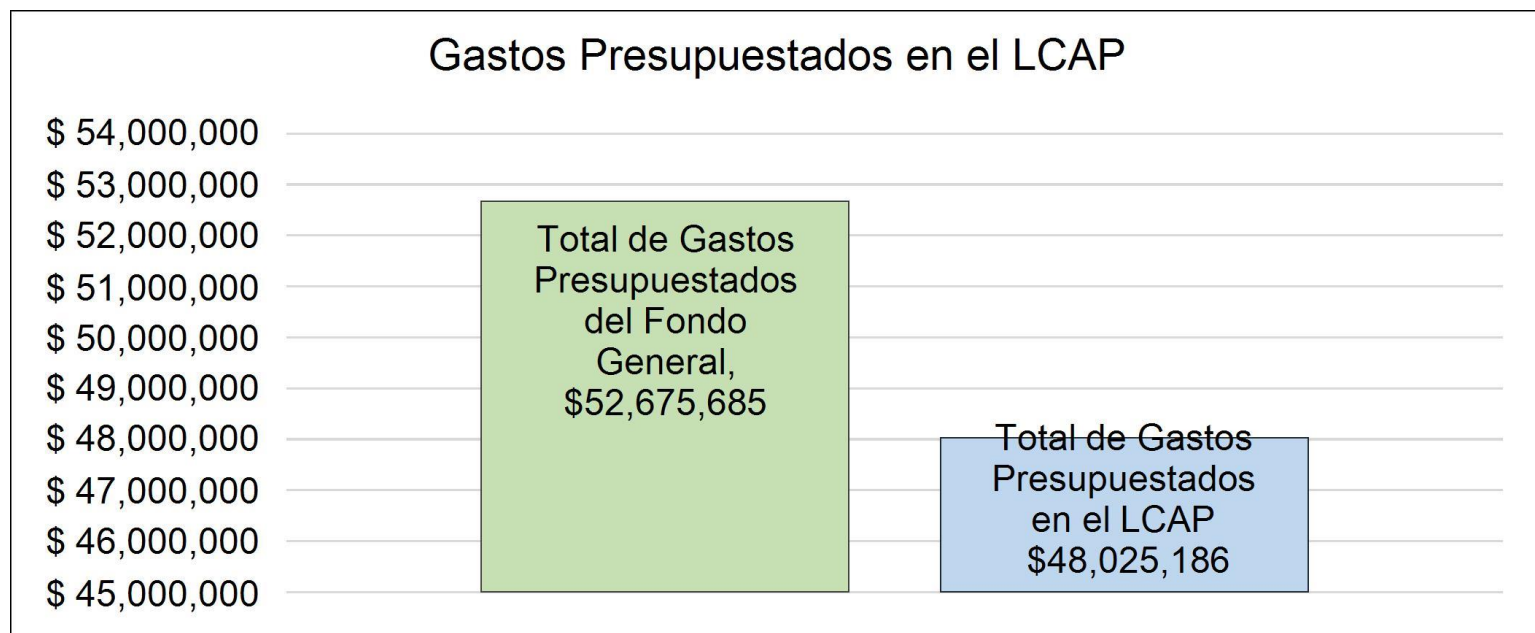 Gastos Presupuestados en el LCAP
$ 54,000,000
$ 53,000,000
$ 52,000,000
$ 51,000,000
$ 50,000,000
$ 49,000,000
$ 48,000,000
$ 47,000,000
$ 46,000,000
$ 45,000,000
Total de Gastos
Presupuestados
del Fondo
General,
$52,675,685
Total de Gastos
Presupuestados
en el LCAP
$48,025,186